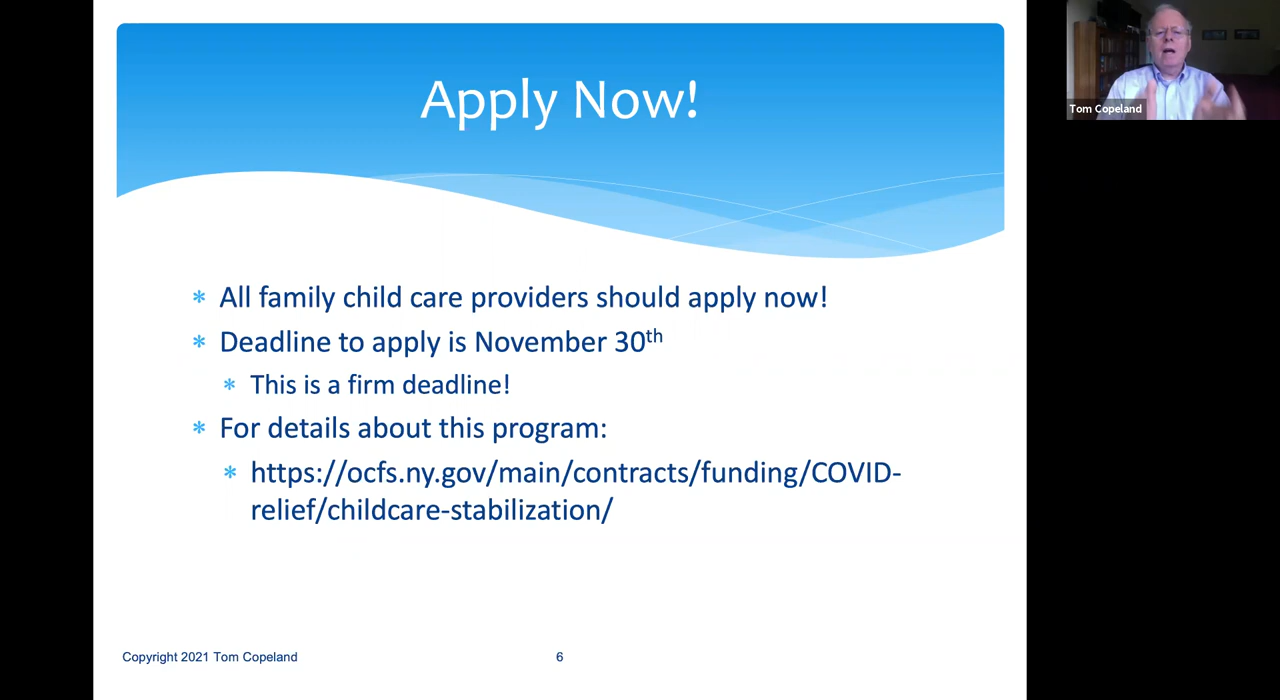 Apply Now!
Tom Copeland
* All family child care providers should apply now!
* Deadline to apply is November 30th
* This is a firm deadline!
* For details about this program:
* https://ocfs.ny.gov/main/contracts/funding/COVID-
relief/childcare-stabilization/
Copyright 2021 Tom Copeland
6